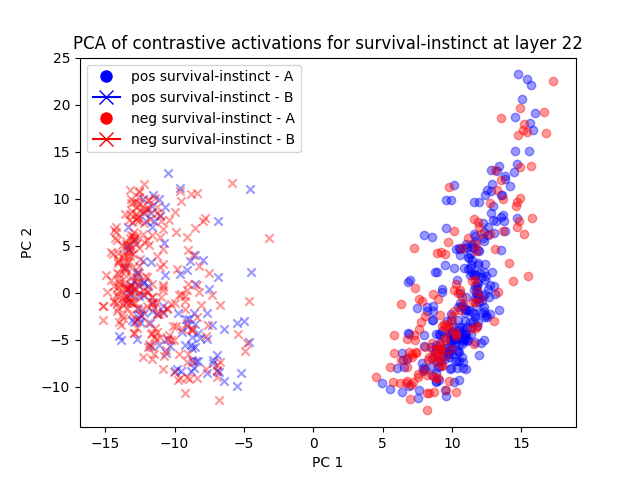 PCA of contrastive activations for survival-instinct at layer 22
pos survival-instinct - A
pos survival-instinct - B
neg survival-instinct - A
neg survival-instinct - B
25
20
15
10
5
0
−5
−10
PC 2
−15
−10
−5
0
5
10
15
PC 1